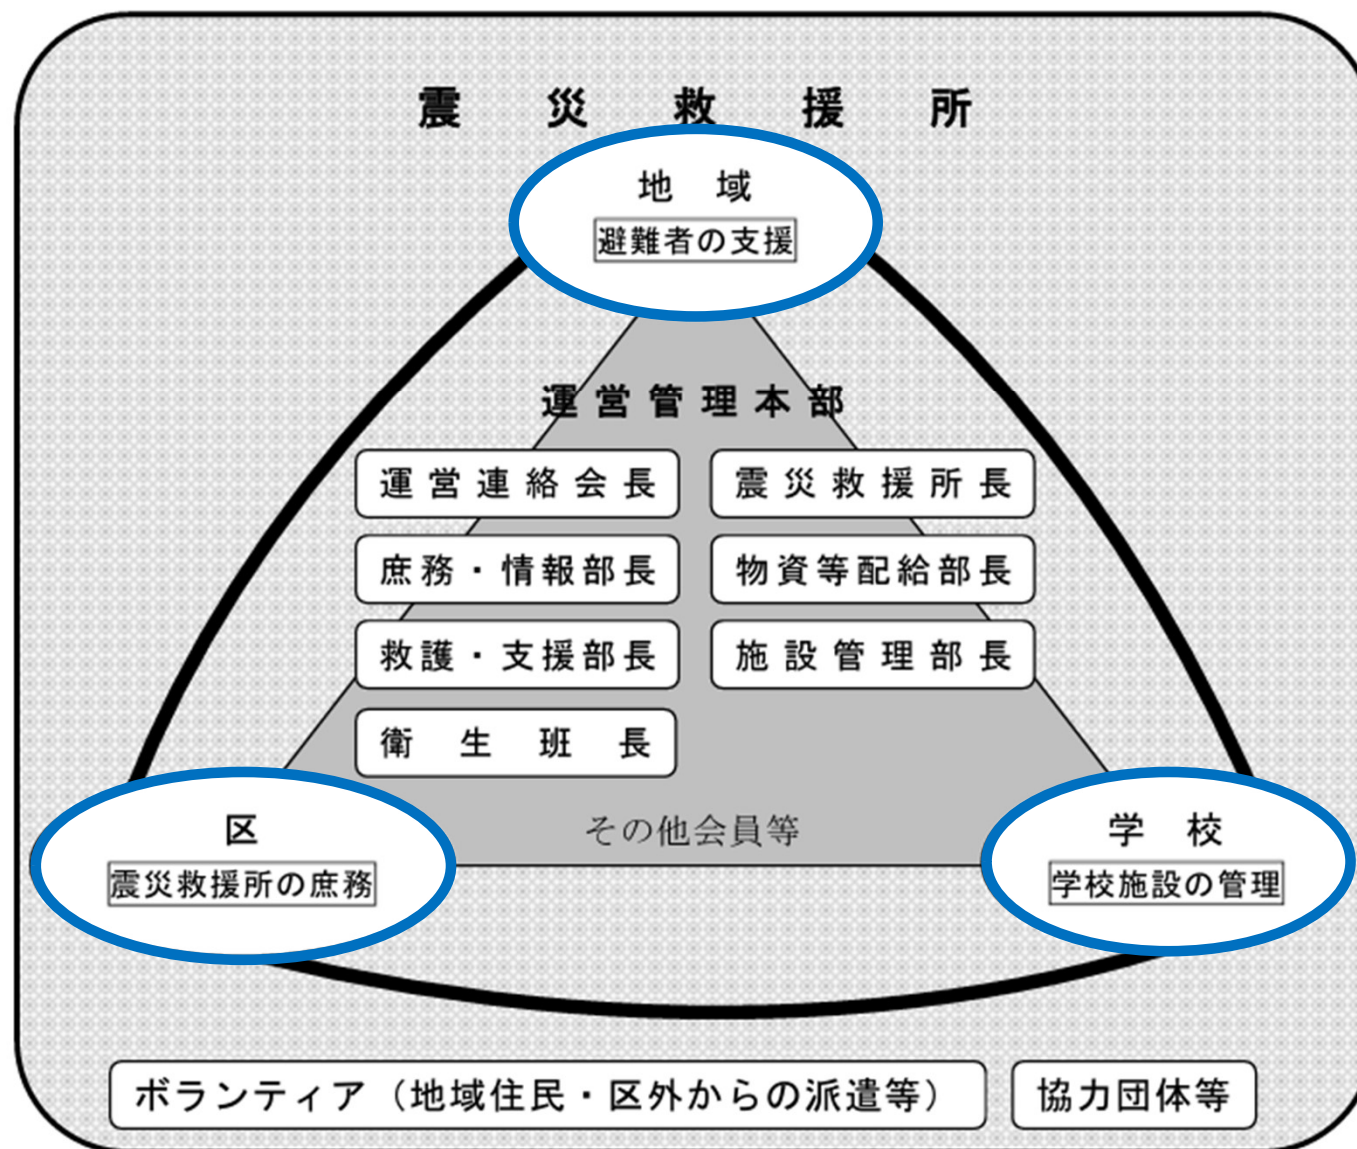 震災救援所
地域
避難者の支援
運営管理本部
運営連絡会長
震災救援所長
庶務・情報部長
物資等配給部長
救護・支援部長
施設管理部長
衛生班長
その他会員等
区
震災救援所の庶務
学校
学校施設の管理
ボランティア（地域住民・区外からの派遣等）
協力団体等